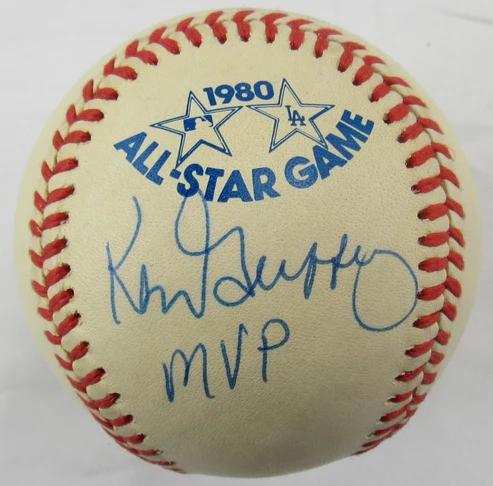 1980
LA
ALL-STAR GAME
Ken Griffey
MVP